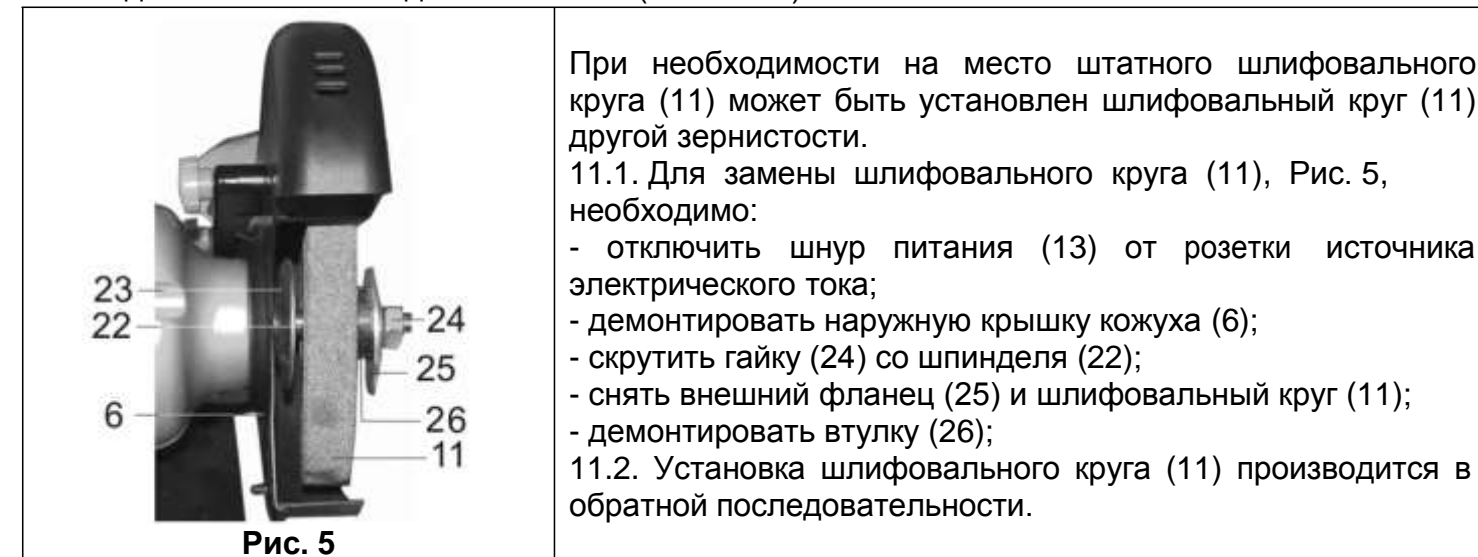 При необходимости на место штатного шлифовального
круга (11) может быть установлен шлифовальный круг (11)
другой зернистости.
11.1. Для замены шлифовального круга (11), Рис. 5,
необходимо:
- отключить шнур питания (13) от розетки источника
электрического тока;
- демонтировать наружную крышку кожуха (6);
- скрутить гайку (24) со шпинделя (22);
- снять внешний фланец (25) и шлифовальный круг (11);
- демонтировать втулку (26);
11.2. Установка шлифовального круга (11) производится в
обратной последовательности.
23
22
6
24
25
26
11
Рис. 5